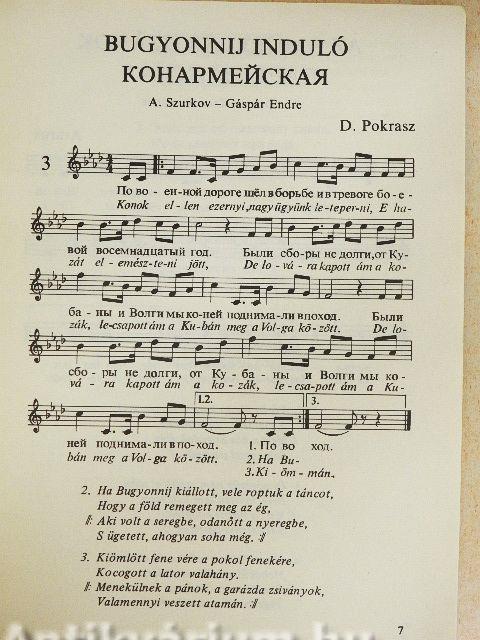 BUGYONNIJ INDULÓ
КОНАРМЕЙСКАЯ
A. Szurkov – Gáspár Endre
D. Pokrasz
3
По во - ен-ной дороге шёл в борьбе и в тревоге бо - е -
Konok el - len ezernyi, nagy ügyünk le-teper-ni, E ha-
вой восемнадцатый год. Были сбо-ры не долги, от Ку-
zát el - emész-te-ni jött, De lo - vá - ra kapott ám a ko-
ба - ны и Волги мы ко-ней поднима-ли в поход. Были
zák, le-csapott ám a Ku-bán meg a Vol-ga kö-zött. De lo-
сбо - ры не долги, от Ку - ба - ны и Волги мы ко-
vá - ra kapott ám a ko - zák, le-csa-pott ám a Ku-
1.2. 3.
ней поднима-ли в по-ход. 1. По во ход.
bán meg a Vol-ga kö - zött. 2. Ha Bu-
3. Ki - öm - mán.
2. Ha Bugyonnij kiállott, vele roptuk a táncot,
Hogy a föld remegett meg az ég,
𝄆 Aki volt a seregbe, odanőtt a nyeregbe,
S ügetett, ahogyan soha még. 𝄇
3. Kiömlött fene vére a pokol fenekére,
Kocogott a lator valahány.
𝄆 Menekülnek a pánok, a garázda zsiványok,
Valamennyi veszett atamán. 𝄇
7
Antikvárium.hu